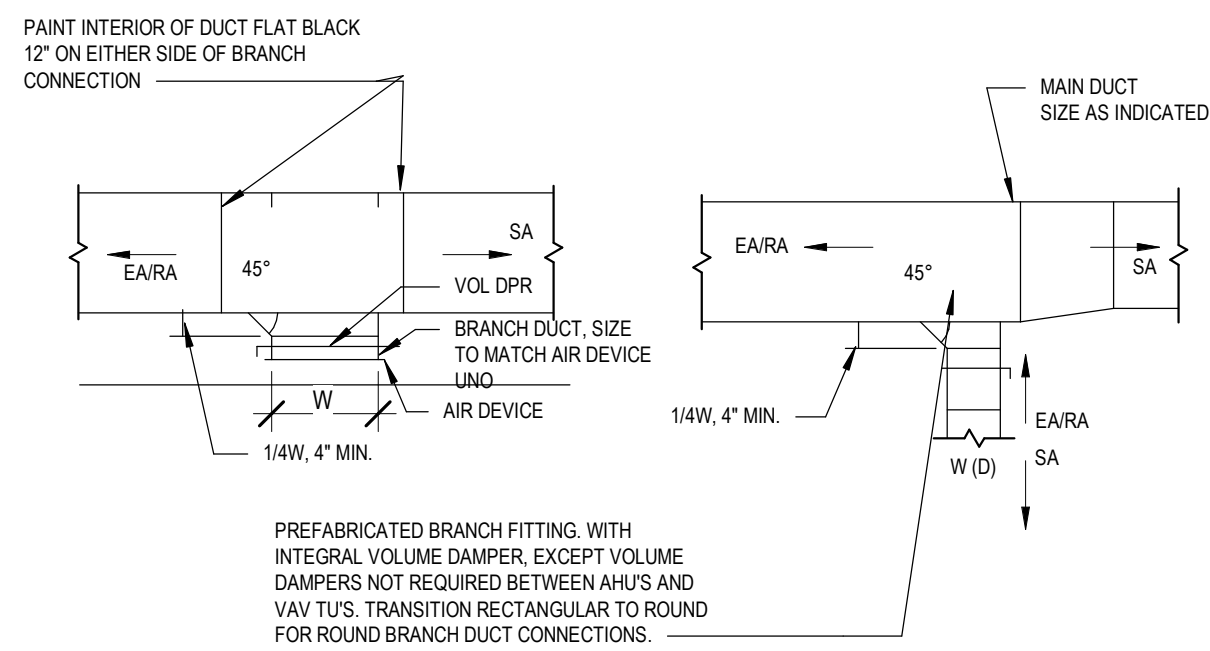 PAINT INTERIOR OF DUCT FLAT BLACK
12" ON EITHER SIDE OF BRANCH
CONNECTION
EA/RA
45°
SA
VOL DPR
BRANCH DUCT, SIZE
TO MATCH AIR DEVICE
UNO
AIR DEVICE
W
1/4W, 4" MIN.
MAIN DUCT
SIZE AS INDICATED
EA/RA
45°
SA
1/4W, 4" MIN.
EA/RA
SA
W (D)
PREFABRICATED BRANCH FITTING. WITH
INTEGRAL VOLUME DAMPER, EXCEPT VOLUME
DAMPERS NOT REQUIRED BETWEEN AHU'S AND
VAV TU'S. TRANSITION RECTANGULAR TO ROUND
FOR ROUND BRANCH DUCT CONNECTIONS.